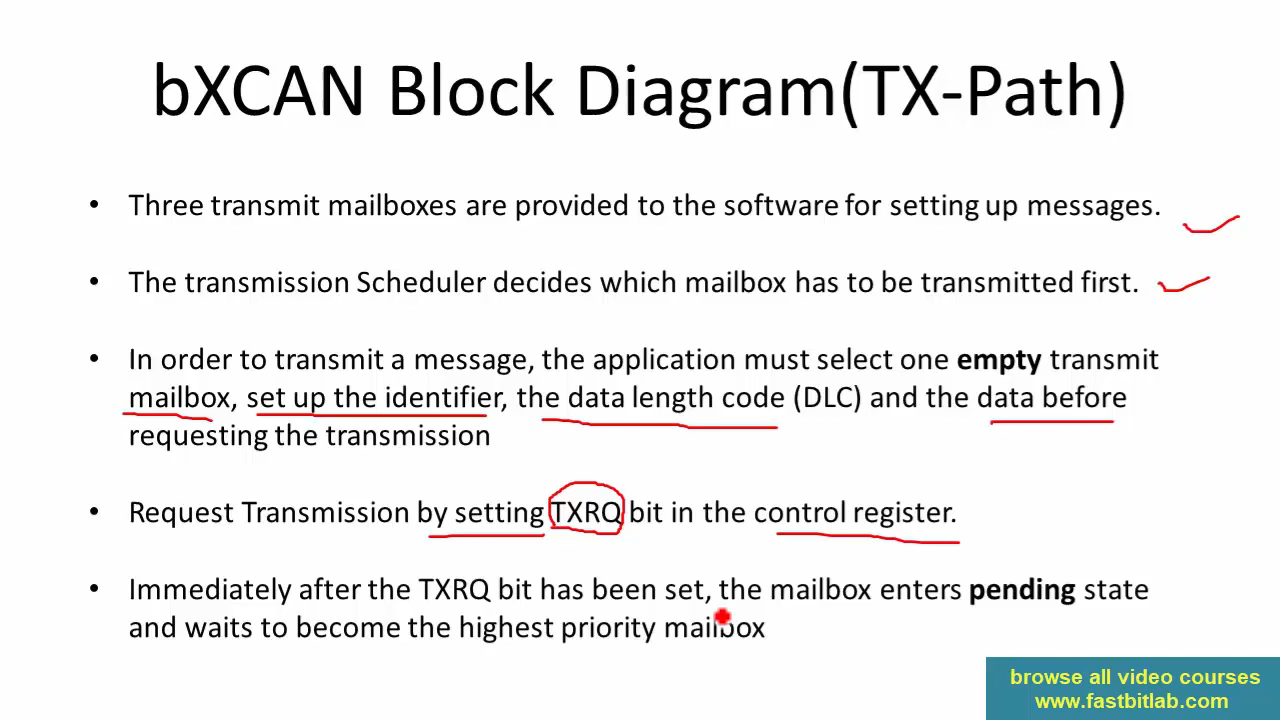 bXCAN Block Diagram(TX-Path)
• Three transmit mailboxes are provided to the software for setting up messages.
• The transmission Scheduler decides which mailbox has to be transmitted first.
• In order to transmit a message, the application must select one empty transmit
mailbox, set up the identifier, the data length code (DLC) and the data before
requesting the transmission
• Request Transmission by setting TXRQ bit in the control register.
• Immediately after the TXRQ bit has been set, the mailbox enters pending state
and waits to become the highest priority mailbox
browse all video courses
www.fastbitlab.com